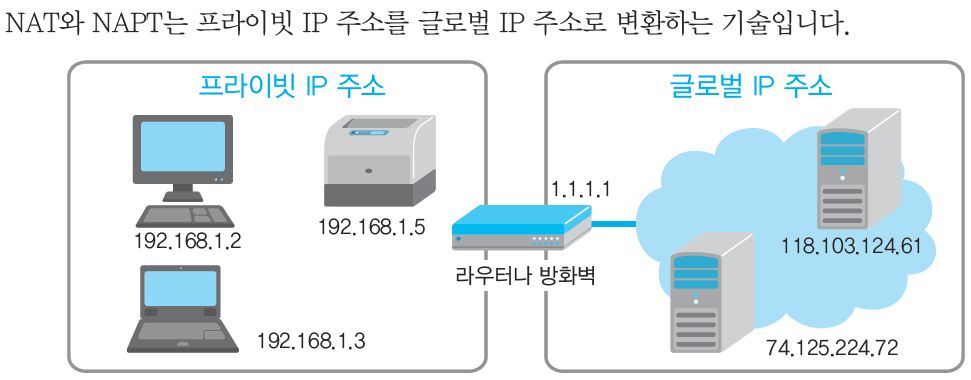 NAT와 NAPT는 프라이빗 IP 주소를 글로벌 IP 주소로 변환하는 기술입니다.
프라이빗 IP 주소
글로벌 IP 주소
1.1.1.1
192.168.1.2
192.168.1.5
118.103.124.61
라우터나 방화벽
192.168.1.3
74.125.224.72